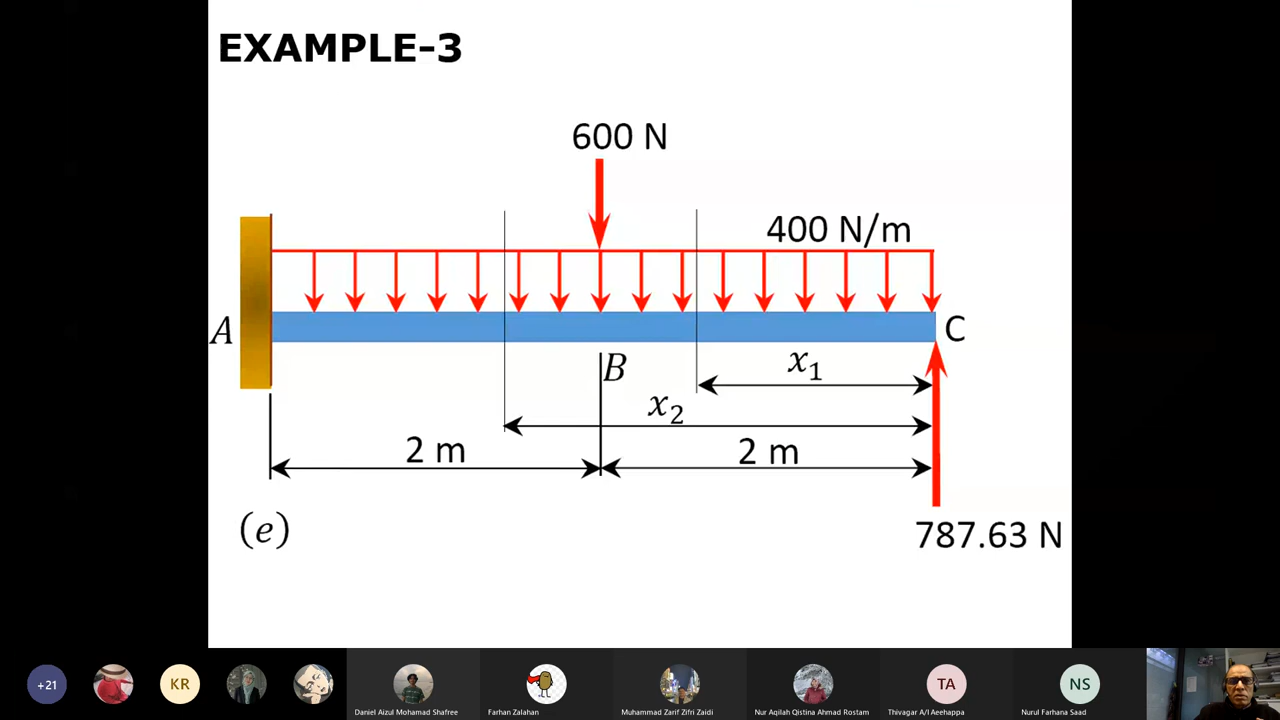 EXAMPLE-3
600 N
400 N/m
A
C
B
x₁
x₂
2 m
2 m
(e)
787.63 N
+21
KR
TA
NS
Daniel Aizul Mohamad Shafree
Farhan Zalahan
Muhammad Zarif Zifri Zaidi
Nur Aqilah Qistina Ahmad Rostam
Thivagar A/l Aeehappa
Nurul Farhana Saad